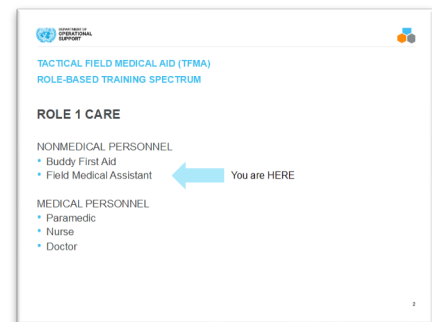 DEPARTMENT OF
OPERATIONAL
SUPPORT
TACTICAL FIELD MEDICAL AID (TFMA)
ROLE-BASED TRAINING SPECTRUM
ROLE 1 CARE
NONMEDICAL PERSONNEL
• Buddy First Aid
• Field Medical Assistant
You are HERE
MEDICAL PERSONNEL
• Paramedic
• Nurse
• Doctor
2